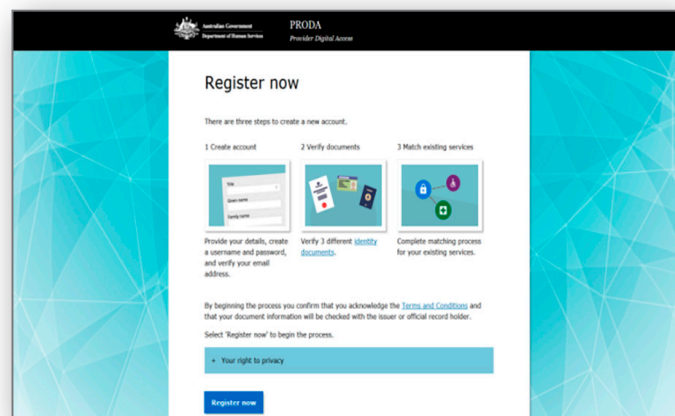 Australian Government
Department of Human Services
PRODA
Provider Digital Access
Register now
There are three steps to create a new account.
1 Create account
2 Verify documents
3 Match existing services
Title
Given name
Family name
Provide your details, create
a username and password,
and verify your email
address.
Verify 3 different identity
documents.
Complete matching process
for your existing services.
By beginning the process you confirm that you acknowledge the Terms and Conditions and
that your document information will be checked with the issuer or official record holder.
Select 'Register now' to begin the process.
+ Your right to privacy
Register now